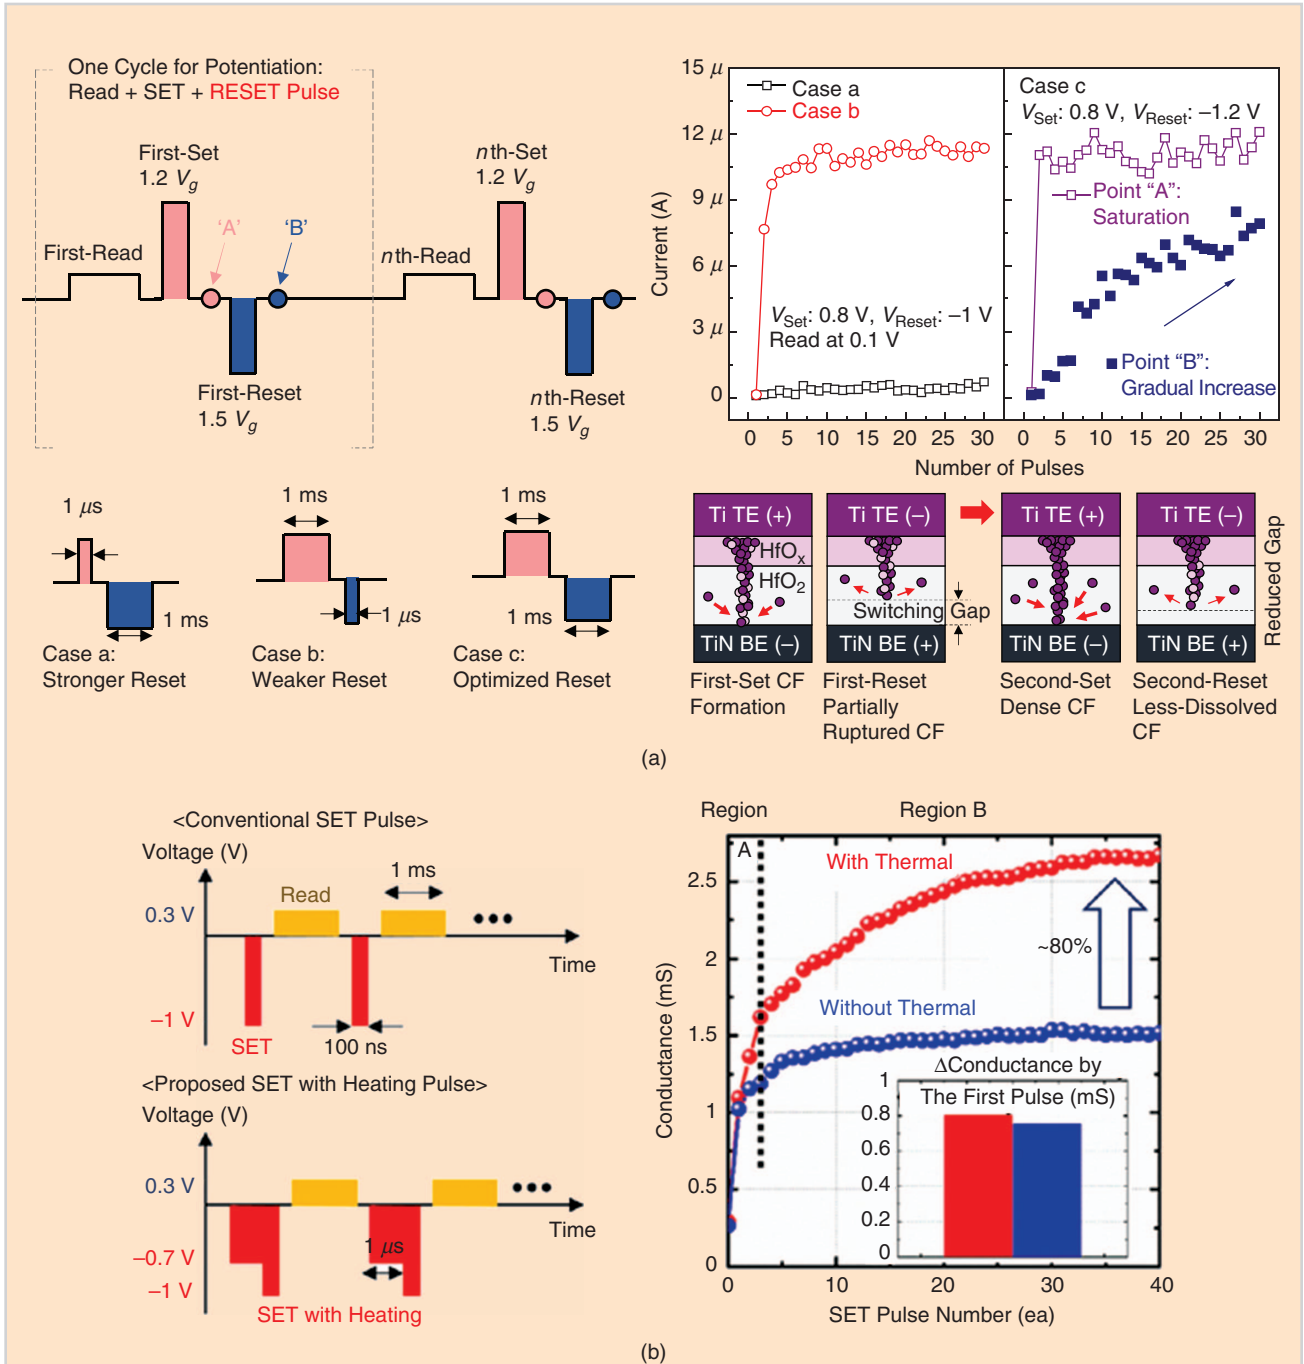 One Cycle for Potentiation:
Read + SET + RESET Pulse
First-Set
1.2 Vg
'A'
'B'
First-Read
First-Reset
1.5 Vg
nth-Set
1.2 Vg
nth-Read
nth-Reset
1.5 Vg
1 μs
1 ms
Case a:
Stronger Reset
1 ms
1 μs
Case b:
Weaker Reset
1 ms
1 ms
Case c:
Optimized Reset
Current (A)
15 μ
12 μ
9 μ
6 μ
3 μ
0
Case a
Case b
VSet: 0.8 V, VReset: –1 V
Read at 0.1 V
Case c
VSet: 0.8 V, VReset: –1.2 V
Point “A”:
Saturation
Point “B”:
Gradual Increase
0 5 10 15 20 25 30 0 5 10 15 20 25 30
Number of Pulses
Ti TE (+)
HfOx
HfO2
TiN BE (–)
First-Set CF
Formation
Ti TE (–)
Switching Gap
TiN BE (+)
First-Reset
Partially
Ruptured CF
Ti TE (+)
TiN BE (–)
Second-Set
Dense CF
Ti TE (–)
TiN BE (+)
Second-Reset
Less-Dissolved
CF
Reduced Gap
(a)
<Conventional SET Pulse>
Voltage (V)
1 ms
Read
0.3 V
Time
–1 V
SET
100 ns
<Proposed SET with Heating Pulse>
Voltage (V)
0.3 V
Time
–0.7 V
1 μs
–1 V
SET with Heating
Region
A
Region B
Conductance (mS)
2.5
2
1.5
1
0.5
0
With Thermal
~80%
Without Thermal
ΔConductance by
The First Pulse (mS)
1
0.8
0.6
0.4
0.2
0
0 10 20 30 40
SET Pulse Number (ea)
(b)